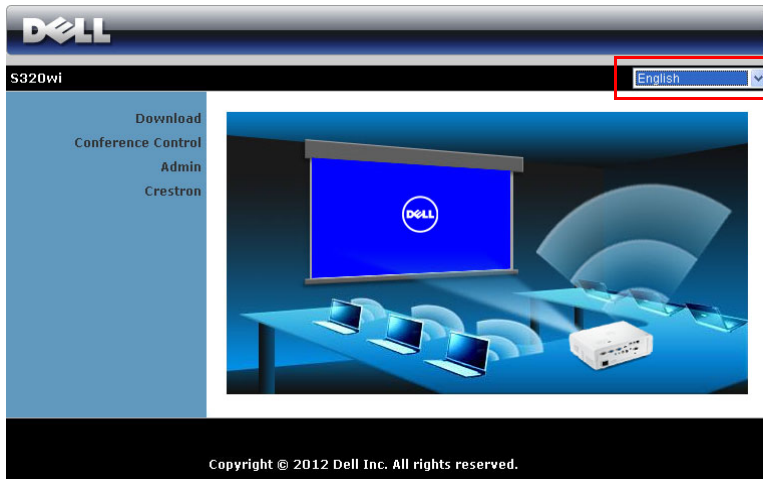 DELL
S320wi
English
Download
Conference Control
Admin
Crestron
DELL
Copyright © 2012 Dell Inc. All rights reserved.